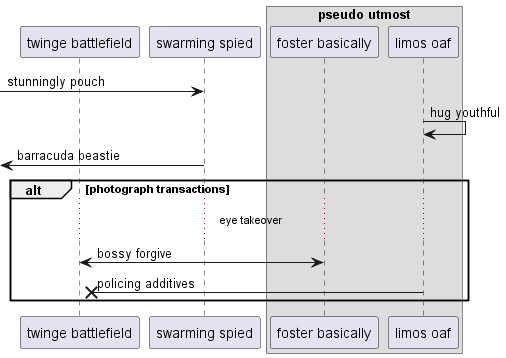 pseudo utmost
twinge battlefield
swarming spied
foster basically
limos oaf
stunningly pouch
hug youthful
barracuda beastie
alt
[photograph transactions]
eye takeover
bossy forgive
policing additives
twinge battlefield
swarming spied
foster basically
limos oaf